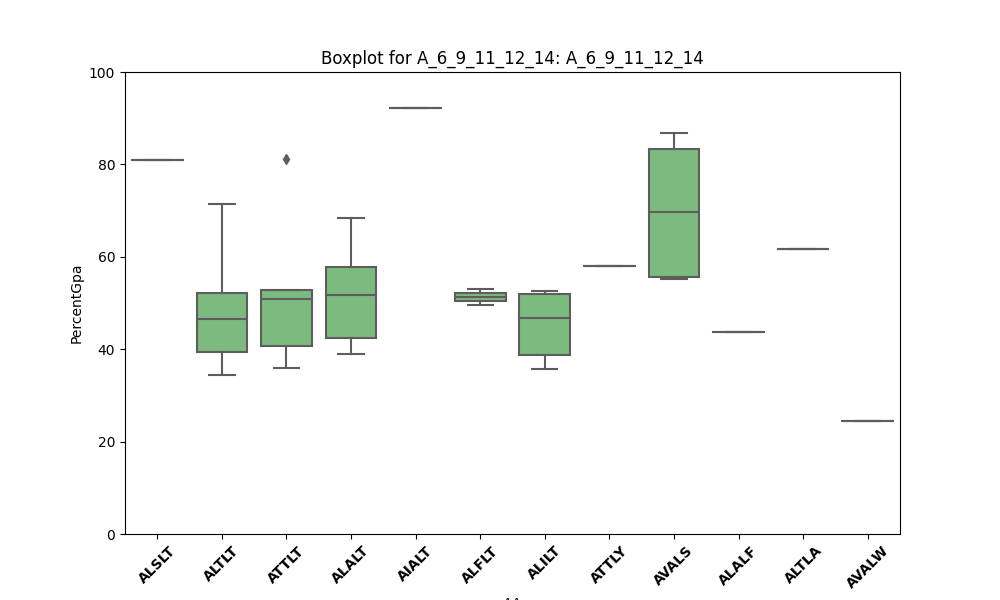 Boxplot for A_6_9_11_12_14: A_6_9_11_12_14
PercentGpa
100
80
60
40
20
0
ALSLT
ALTLT
ATTLT
ALALT
AIALT
ALFLT
ALILT
ATTLY
AVALS
ALALF
ALTLA
AVALW